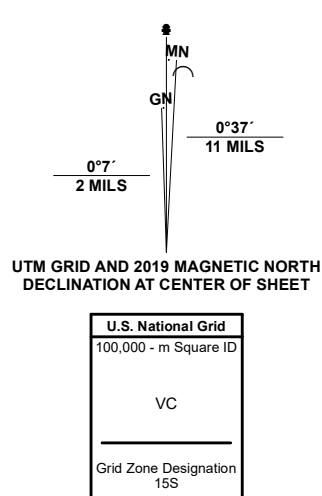 MN
GN
0°37´
11 MILS
0°7´
2 MILS
UTM GRID AND 2019 MAGNETIC NORTH
DECLINATION AT CENTER OF SHEET
U.S. National Grid
100,000 - m Square ID
VC
Grid Zone Designation
15S